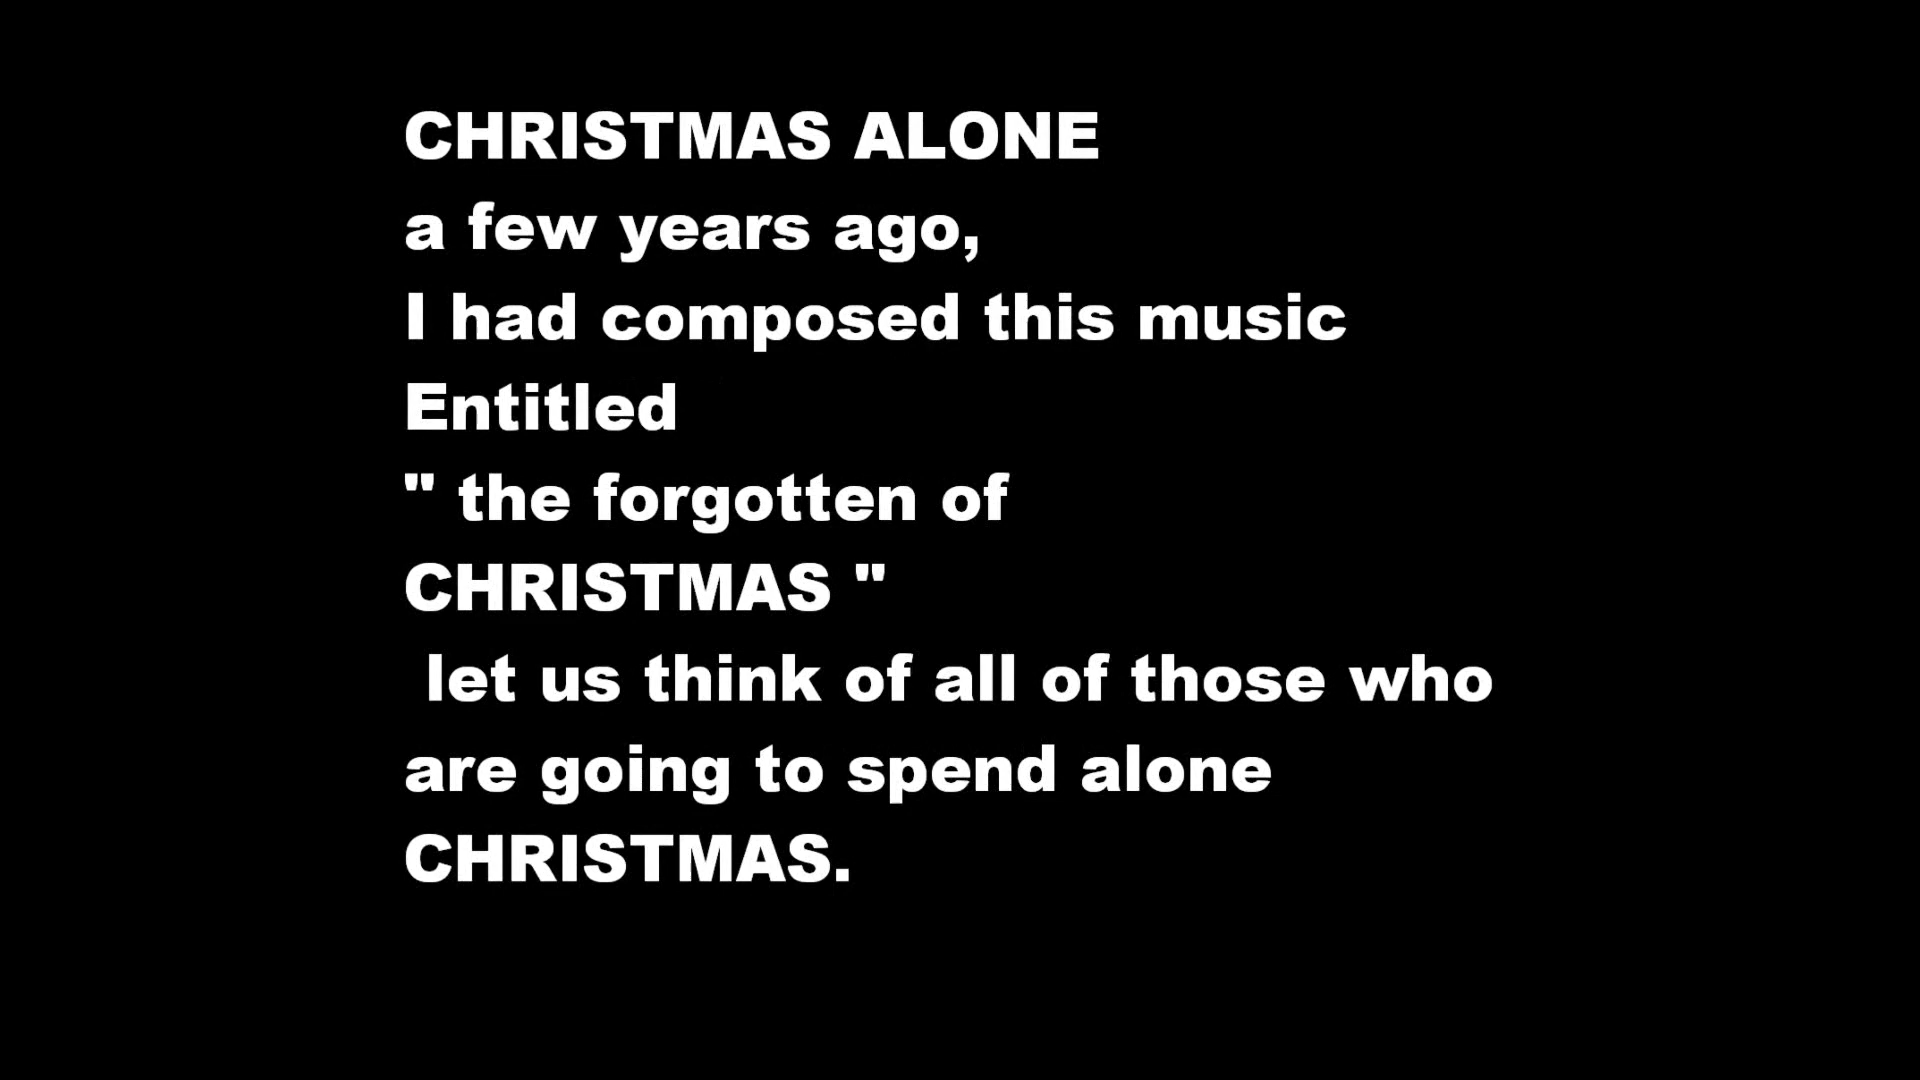 CHRISTMAS ALONE
a few years ago,
I had composed this music
Entitled
" the forgotten of
CHRISTMAS "
let us think of all of those who
are going to spend alone
CHRISTMAS.